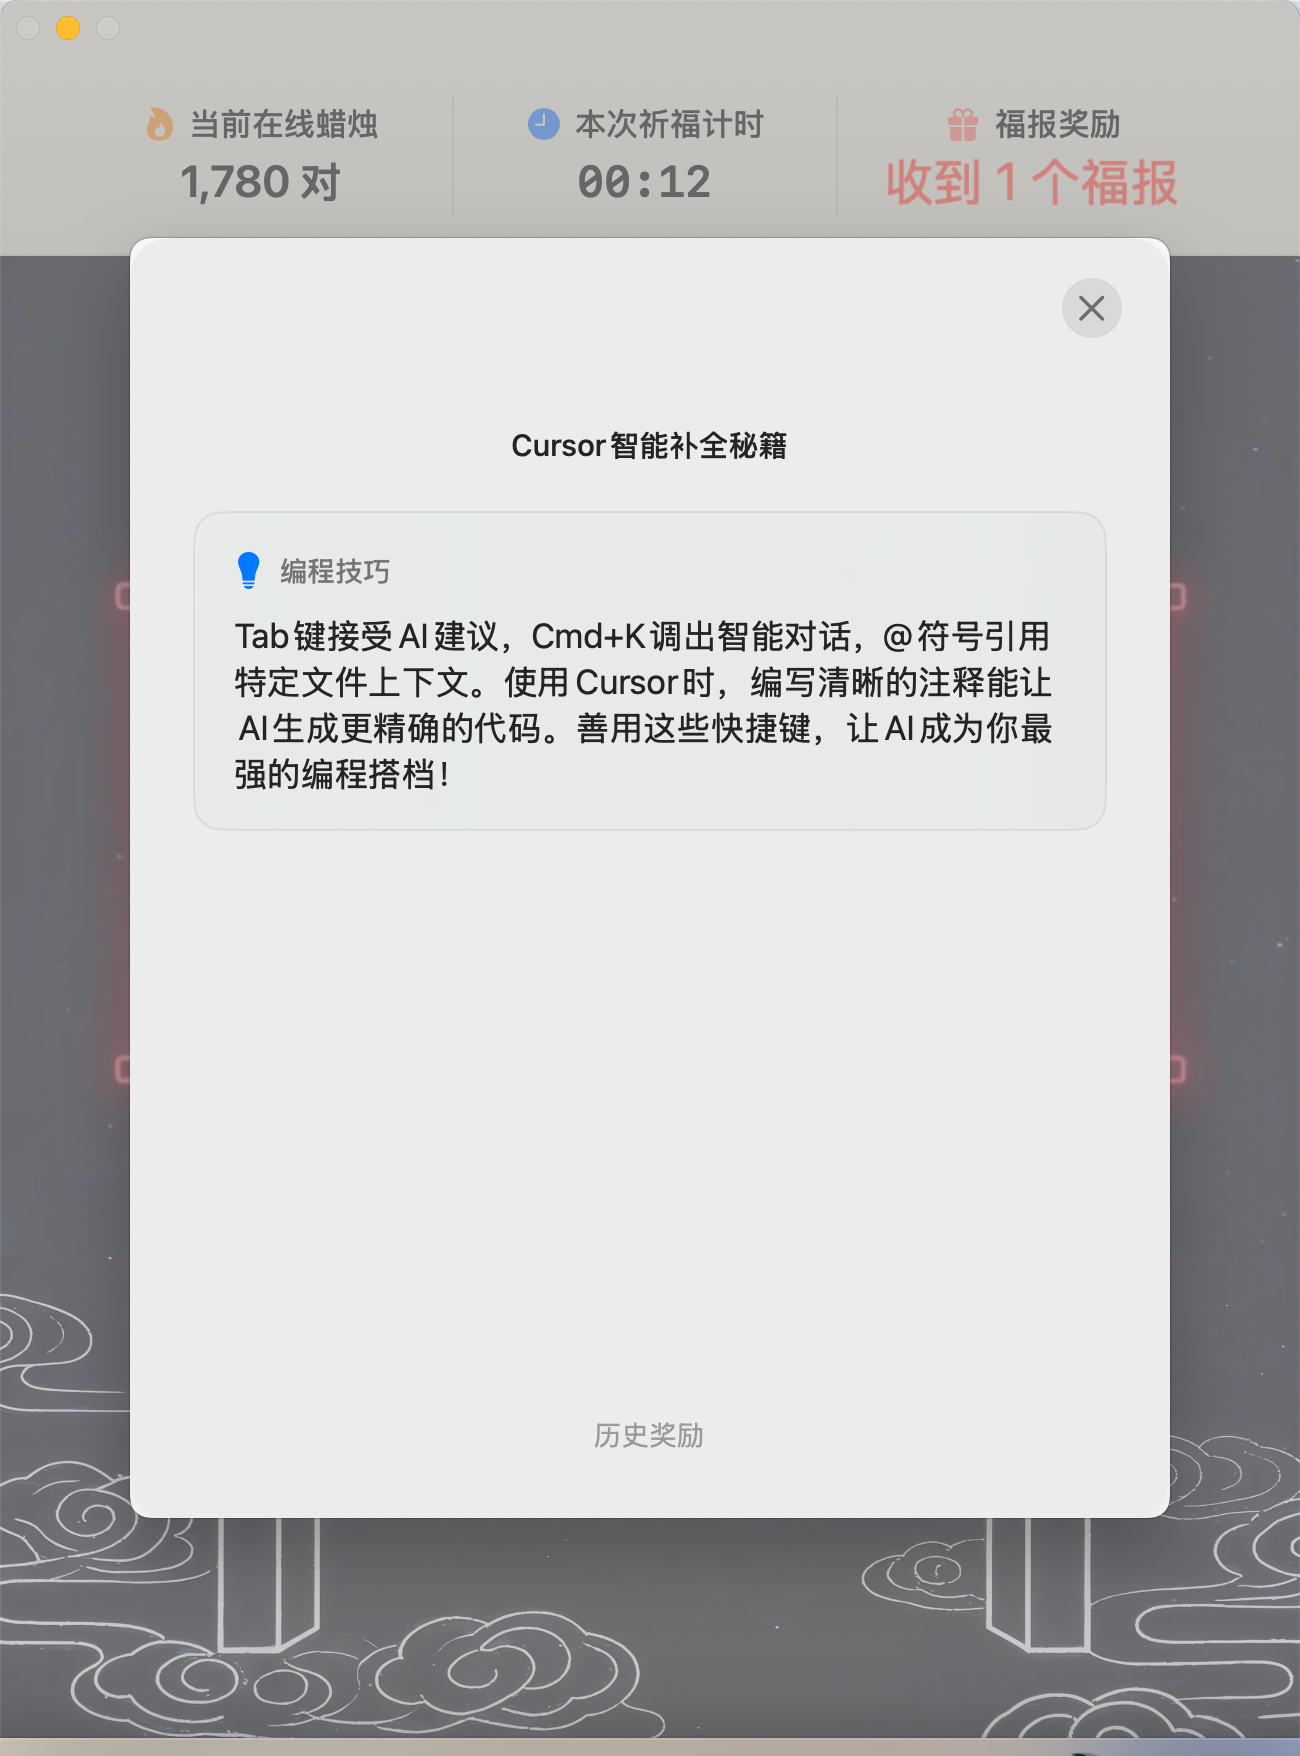 当前在线蜡烛
1,780 对
本次祈福计时
00:12
福报奖励
收到 1 个福报
Cursor智能补全秘籍
编程技巧
Tab键接受AI建议，Cmd+K调出智能对话，@符号引用
特定文件上下文。使用Cursor时，编写清晰的注释能让
AI生成更精确的代码。善用这些快捷键，让AI成为你最
强的编程搭档！
历史奖励